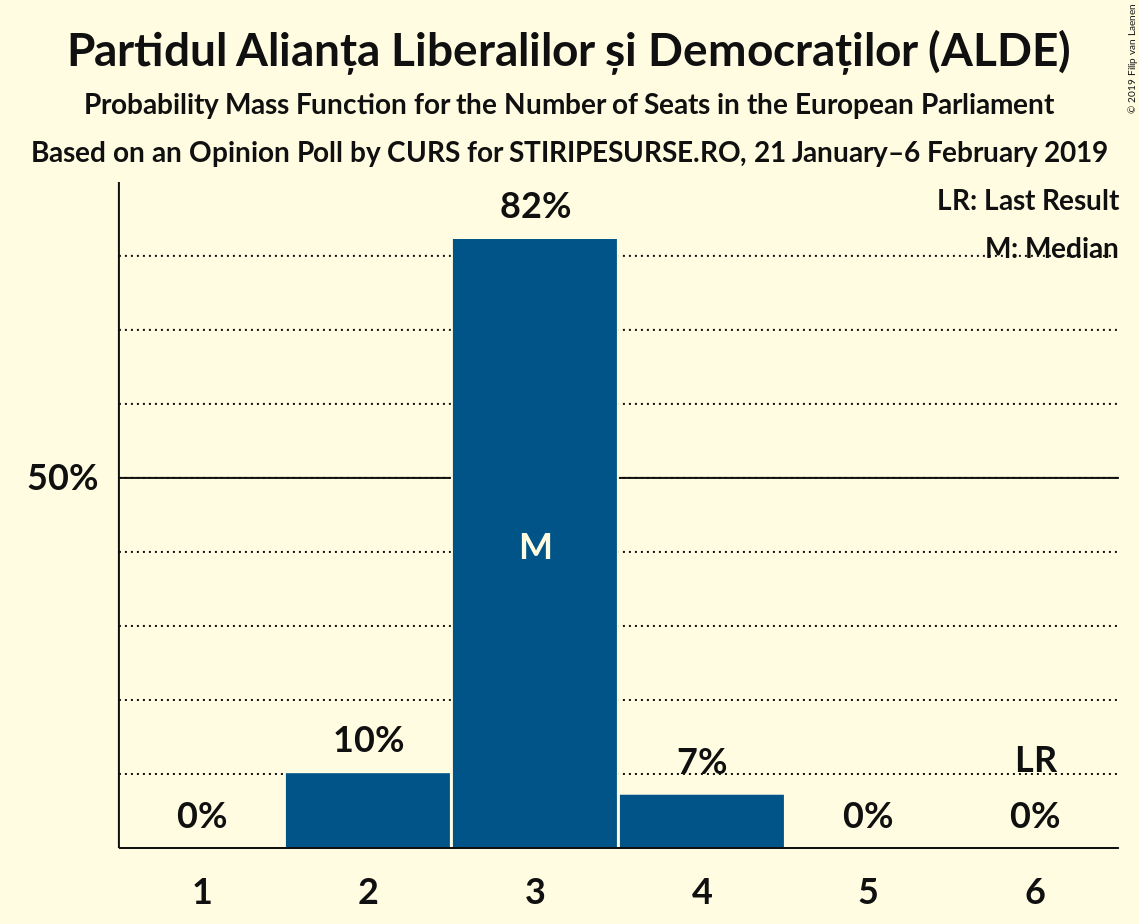 Partidul Alianța Liberalilor și Democraților (ALDE)
Probability Mass Function for the Number of Seats in the European Parliament
Based on an Opinion Poll by CURS for STIRIPESURSE.RO, 21 January–6 February 2019
© 2019 Filip van Laenen
LR: Last Result
M: Median
82%
50%
M
10%
7%
LR
0%
0%
0%
1
2
3
4
5
6